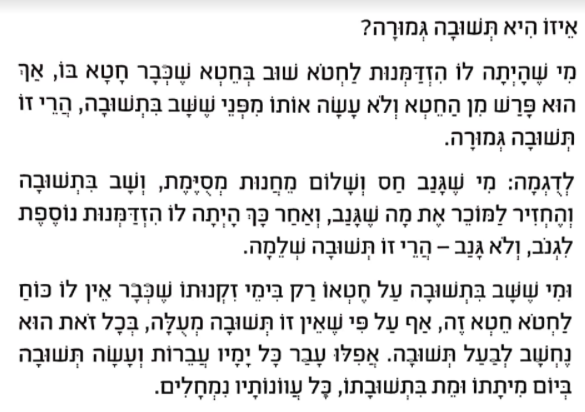 אֵיזוֹ הִיא תְּשׁוּבָה גְּמוּרָה?
מִי שֶׁהָיְתָה לוֹ הִזְדַּמְּנוּת לַחְטֹא שׁוּב בְּחֵטְא שֶׁכְּבָר חָטָא בּוֹ, אַךְ
הוּא פָּרַשׁ מִן הַחֵטְא וְלֹא עָשָׂה אוֹתוֹ מִפְּנֵי שֶׁשָּׁב בִּתְשׁוּבָה, הֲרֵי זוֹ
תְּשׁוּבָה גְּמוּרָה.
לְדֻגְמָה: מִי שֶׁגָּנַב חַס וְשָׁלוֹם מֵחֲנוּת מְסֻיֶּמֶת, וְשָׁב בִּתְשׁוּבָה
וְהֶחְזִיר לַמּוֹכֵר אֶת מָה שֶׁגָּנַב, וְאַחַר כָּךְ הָיְתָה לוֹ הִזְדַּמְּנוּת נוֹסֶפֶת
לִגְנֹב, וְלֹא גָּנַב – הֲרֵי זוֹ תְּשׁוּבָה שְׁלֵמָה.
וּמִי שֶׁשָּׁב בִּתְשׁוּבָה עַל חֶטְאוֹ רַק בִּימֵי זִקְנוּתוֹ שֶׁכְּבָר אֵין לוֹ כּוֹחַ
לַחְטֹא חֵטְא זֶה, אַף עַל פִּי שֶׁאֵין זוֹ תְּשׁוּבָה מְעֻלָּה, בְּכָל זֹאת הוּא
נֶחְשָׁב לְבַעַל תְּשׁוּבָה. אֲפִלּוּ עָבַר כָּל יָמָיו עֲבֵרוֹת וְעָשָׂה תְּשׁוּבָה
בְּיוֹם מִיתָתוֹ וּמֵת בִּתְשׁוּבָתוֹ, כָּל עֲווֹנוֹתָיו נִמְחָלִים.